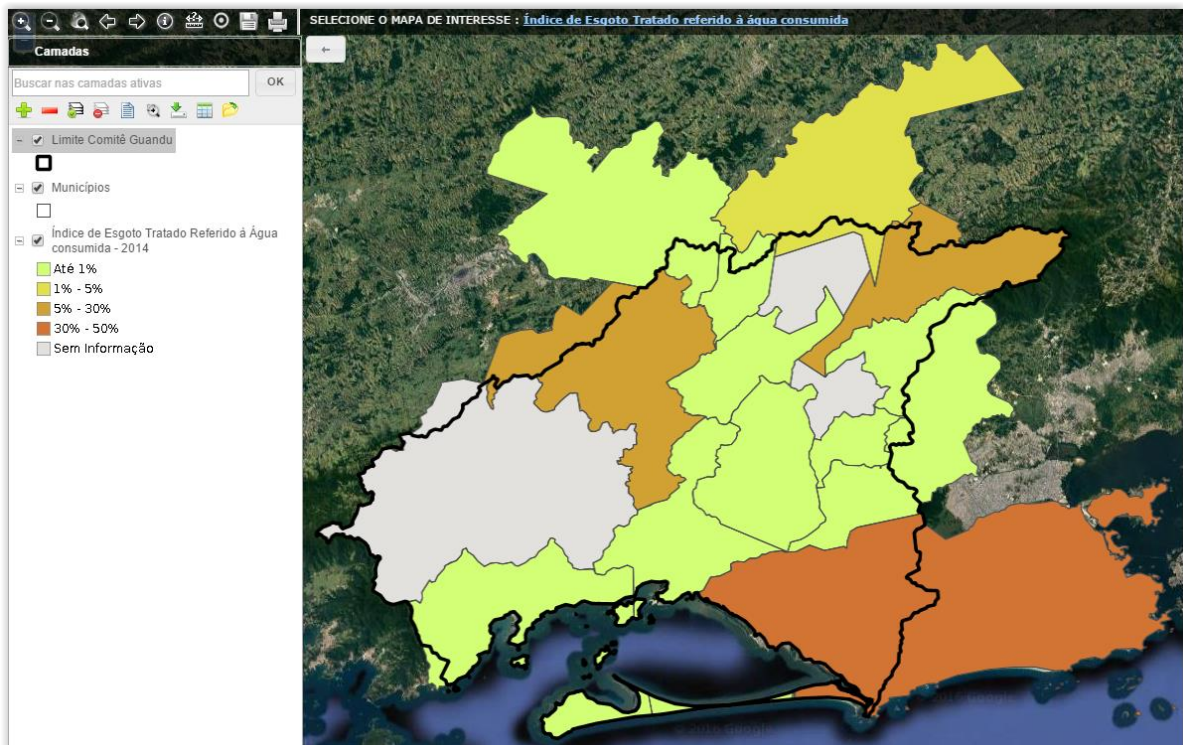 SELECIONE O MAPA DE INTERESSE : Índice de Esgoto Tratado referido à água consumida
Camadas
Buscar nas camadas ativas
OK
Limite Comitê Guandu
Municípios
Índice de Esgoto Tratado Referido á Água
consumida - 2014
Até 1%
1% - 5%
5% - 30%
30% - 50%
Sem Informação
© 2016 Google